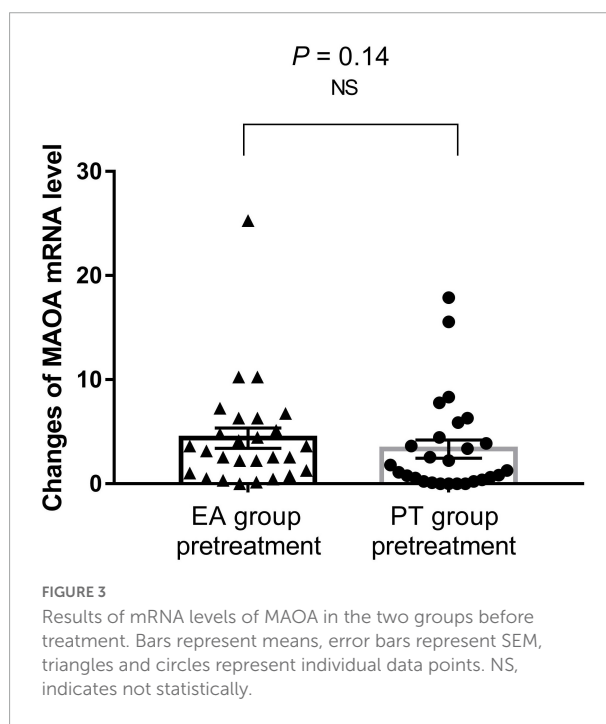 P = 0.14
NS
Changes of MAOA mRNA level
30
20
10
0
EA group
pretreatment
PT group
pretreatment
FIGURE 3
Results of mRNA levels of MAOA in the two groups before
treatment. Bars represent means, error bars represent SEM,
triangles and circles represent individual data points. NS,
indicates not statistically.